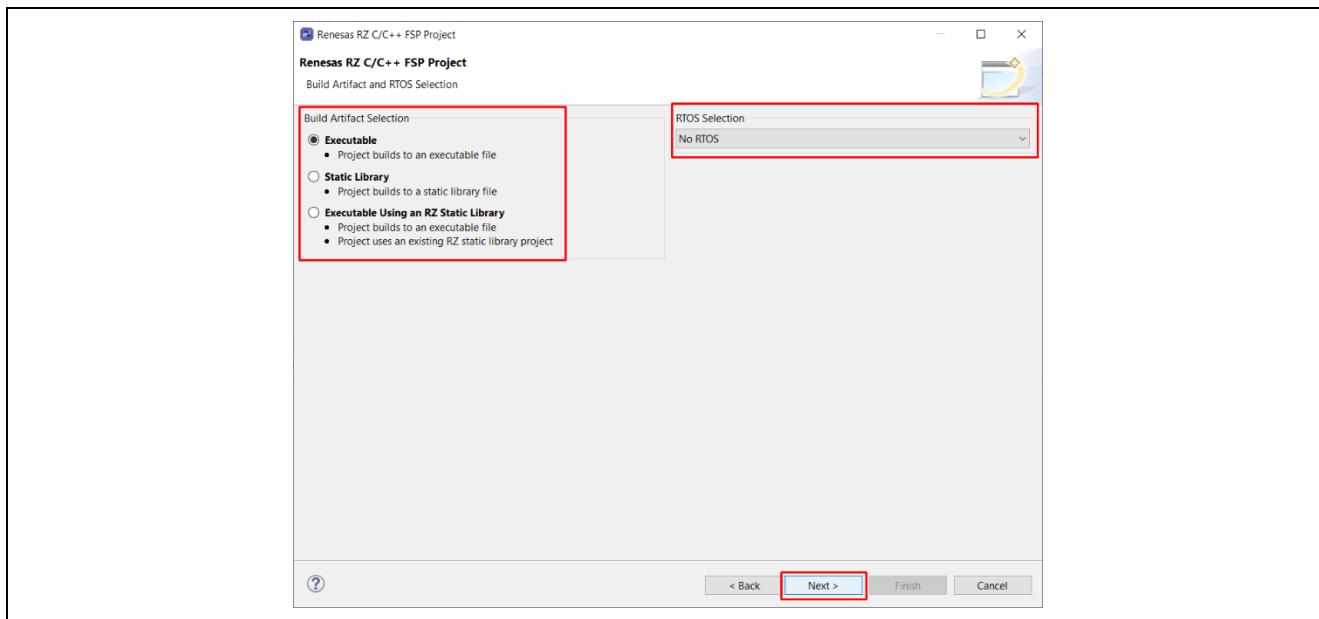 Renesas RZ C/C++ FSP Project
Renesas RZ C/C++ FSP Project
Build Artifact and RTOS Selection
Build Artifact Selection
Executable
• Project builds to an executable file
Static Library
• Project builds to a static library file
Executable Using an RZ Static Library
• Project builds to an executable file
• Project uses an existing RZ static library project
RTOS Selection
No RTOS
?
< Back Next > Finish Cancel